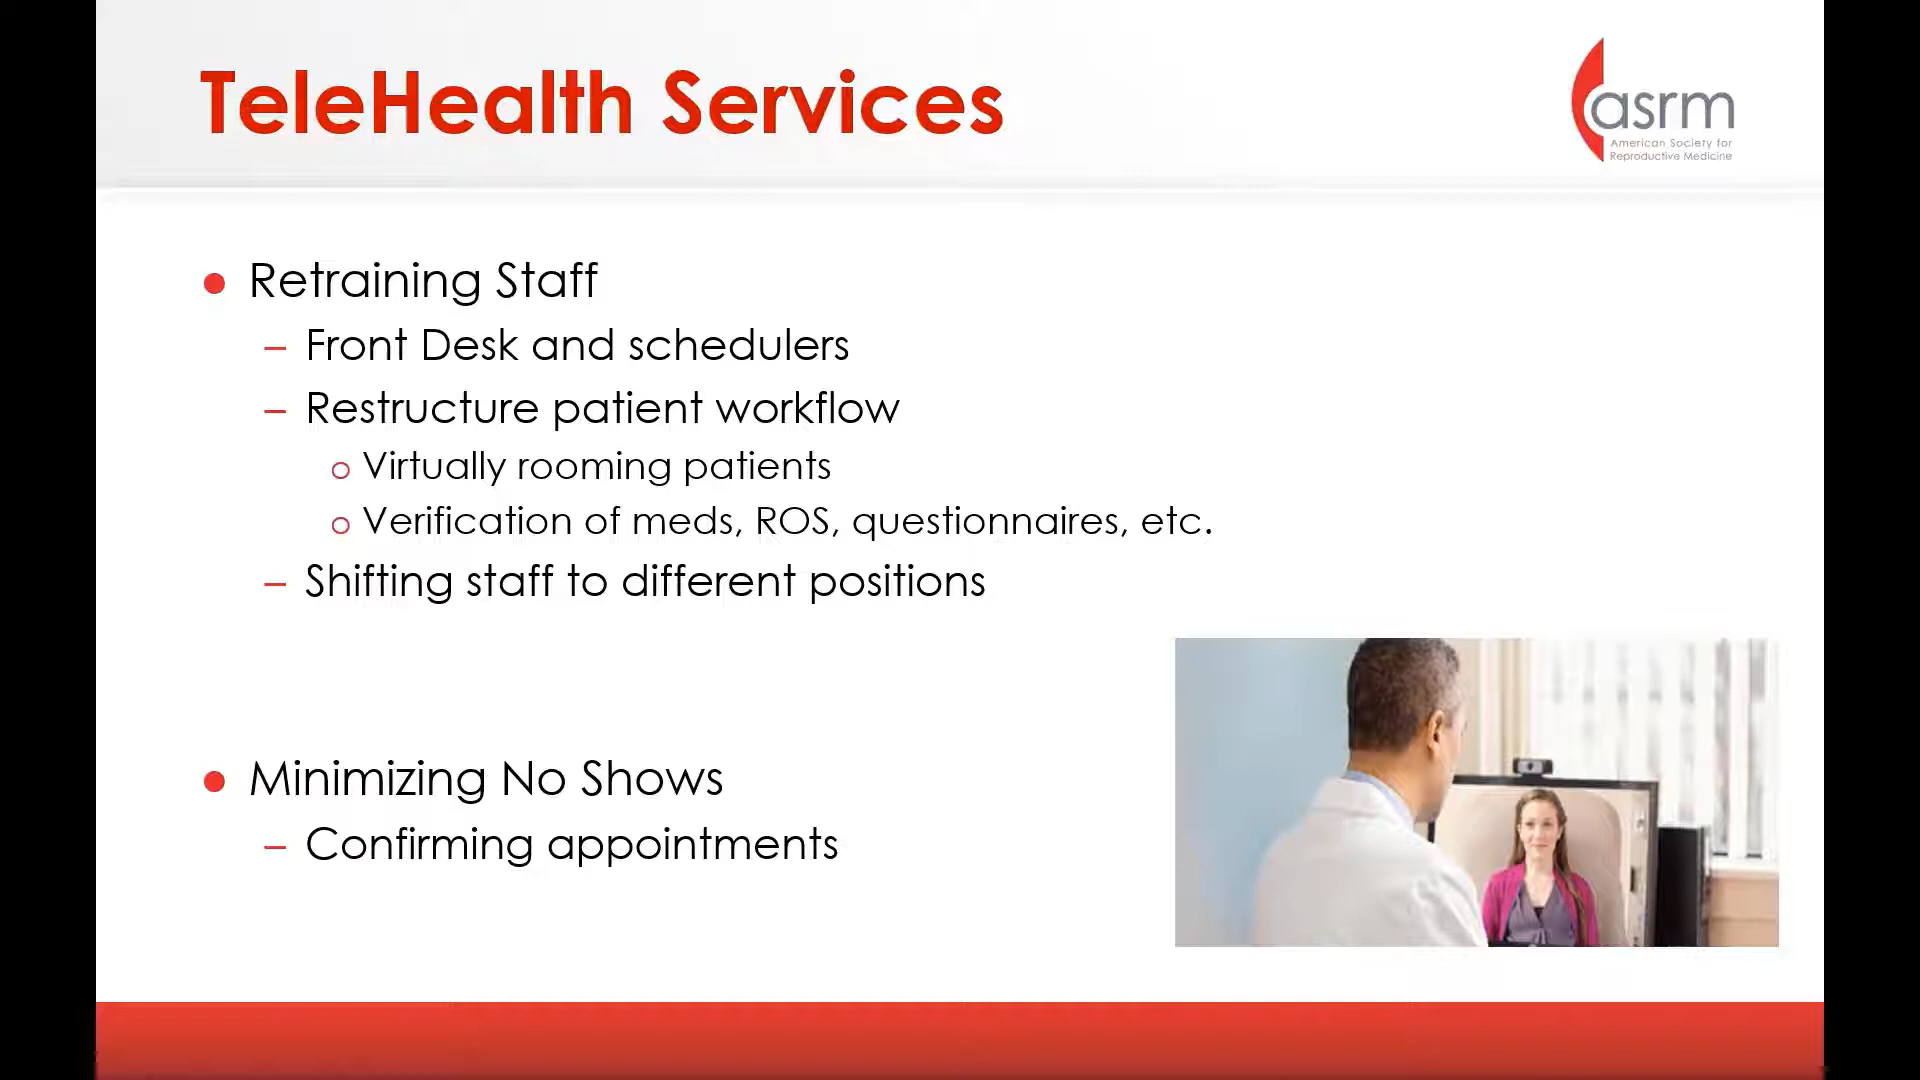 TeleHealth Services
asrm
American Society for
Reproductive Medicine
● Retraining Staff
– Front Desk and schedulers
– Restructure patient workflow
o Virtually rooming patients
o Verification of meds, ROS, questionnaires, etc.
– Shifting staff to different positions
● Minimizing No Shows
– Confirming appointments